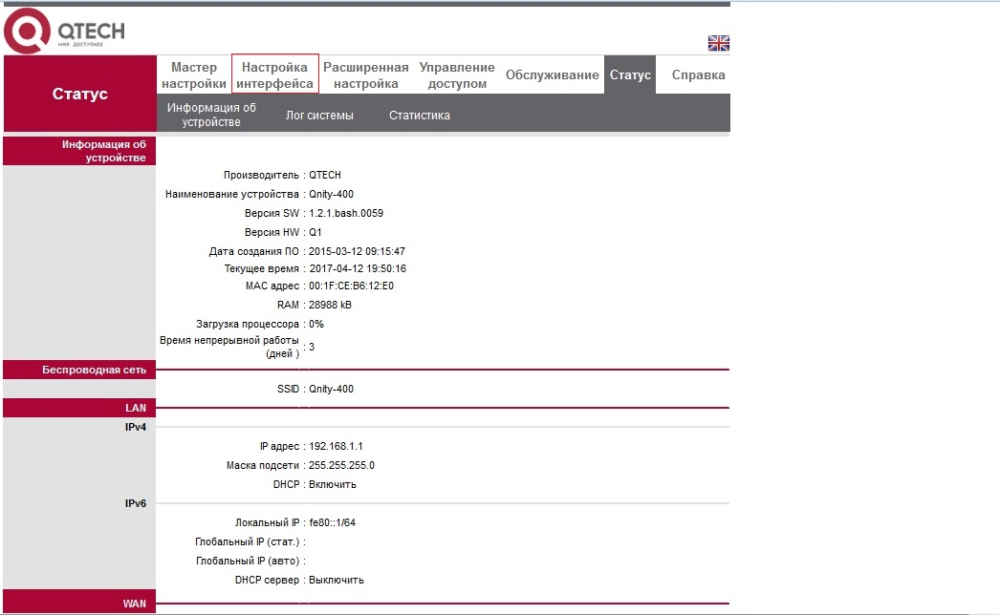 QTECH
МИР ДОСТУПНЕЕ
Статус
Мастер настройки
Настройка интерфейса
Расширенная настройка
Управление доступом
Обслуживание
Статус
Справка
Информация об устройстве
Лог системы
Статистика
Информация об
устройстве
Производитель : QTECH
Наименование устройства : Qnity-400
Версия SW : 1.2.1.bash.0059
Версия HW : Q1
Дата создания ПО : 2015-03-12 09:15:47
Текущее время : 2017-04-12 19:50:16
MAC адрес : 00:1F:CE:B6:12:E0
RAM : 28988 kB
Загрузка процессора : 0%
Время непрерывной работы
(дней ) : 3
Беспроводная сеть
SSID : Qnity-400
LAN
IPv4
IP адрес : 192.168.1.1
Маска подсети : 255.255.255.0
DHCP : Включить
IPv6
Локальный IP : fe80::1/64
Глобальный IP (стат.) :
Глобальный IP (авто) :
DHCP сервер : Выключить
WAN